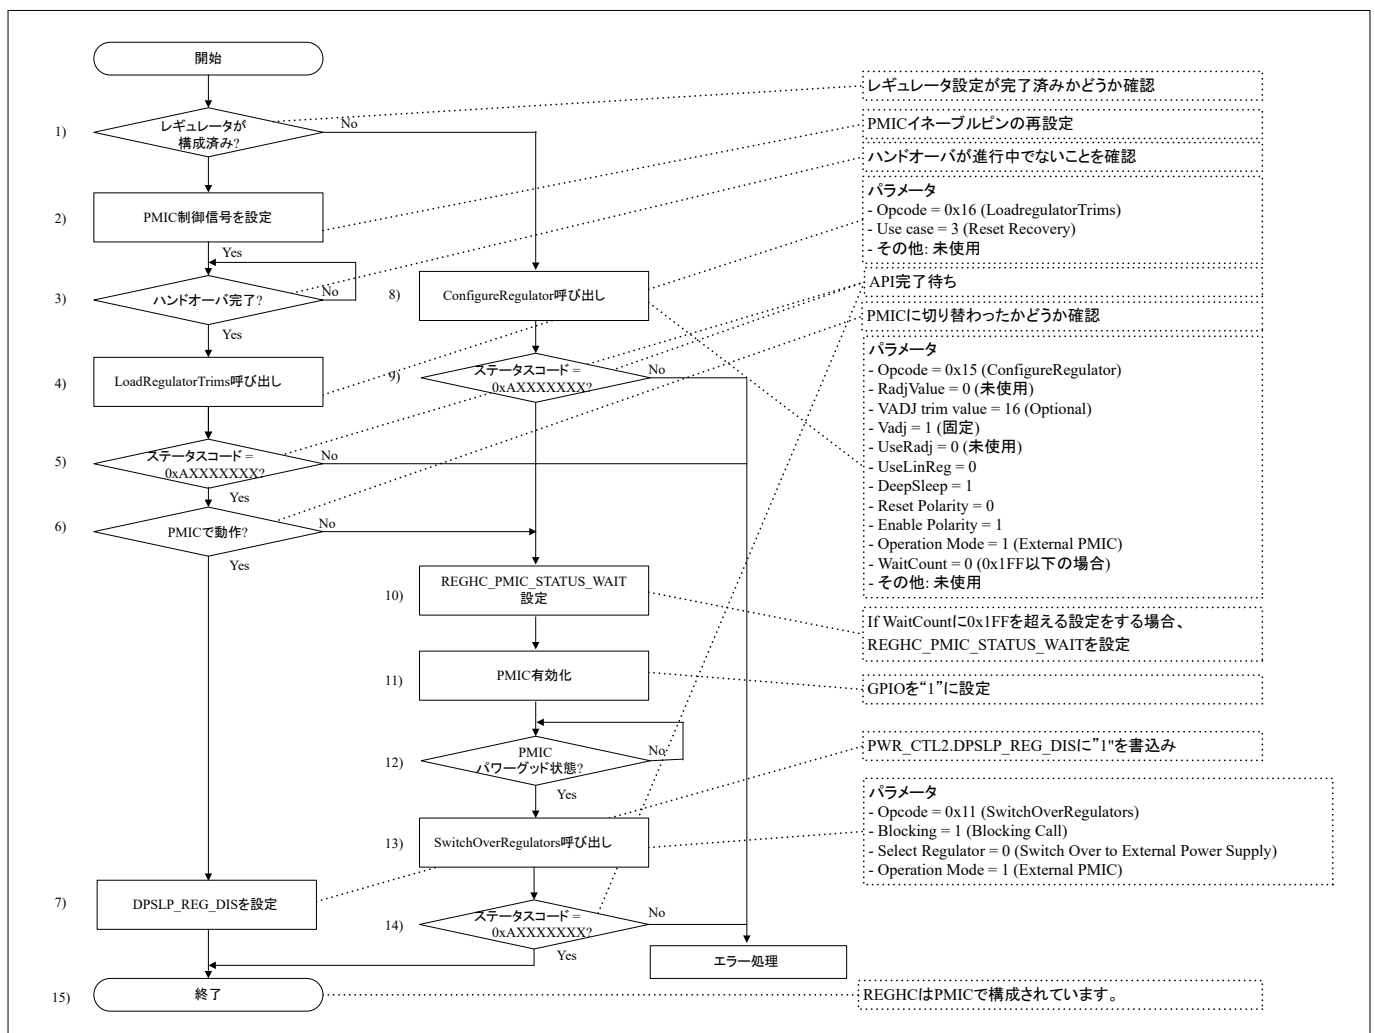 開始
1)
レギュレータが
構成済み?
No
2)
PMIC制御信号を設定
Yes
3)
ハンドオーバ完了?
No
Yes
4)
LoadRegulatorTrims呼び出し
5)
ステータスコード =
0xAXXXXXXX?
No
Yes
6)
PMICで動作?
No
Yes
7)
DPSLP_REG_DISを設定
15)
終了
8)
ConfigureRegulator呼び出し
9)
ステータスコード =
0xAXXXXXXX?
No
10)
REGHC_PMIC_STATUS_WAIT
設定
11)
PMIC有効化
12)
PMIC
パワーグッド状態?
No
Yes
13)
SwitchOverRegulators呼び出し
14)
ステータスコード =
0xAXXXXXXX?
No
Yes
エラー処理
レギュレータ設定が完了済みかどうか確認
PMICイネーブルピンの再設定
ハンドオーバが進行中でないことを確認
パラメータ
- Opcode = 0x16 (LoadregulatorTrims)
- Use case = 3 (Reset Recovery)
- その他: 未使用
API完了待ち
PMICに切り替わったかどうか確認
パラメータ
- Opcode = 0x15 (ConfigureRegulator)
- RadjValue = 0 (未使用)
- VADJ trim value = 16 (Optional)
- Vadj = 1 (固定)
- UseRadj = 0 (未使用)
- UseLinReg = 0
- DeepSleep = 1
- Reset Polarity = 0
- Enable Polarity = 1
- Operation Mode = 1 (External PMIC)
- WaitCount = 0 (0x1FF以下の場合)
- その他: 未使用
If WaitCountに0x1FFを超える設定をする場合、
REGHC_PMIC_STATUS_WAITを設定
GPIOを“1”に設定
PWR_CTL2.DPSLP_REG_DISに”1"を書込み
パラメータ
- Opcode = 0x11 (SwitchOverRegulators)
- Blocking = 1 (Blocking Call)
- Select Regulator = 0 (Switch Over to External Power Supply)
- Operation Mode = 1 (External PMIC)
REGHCはPMICで構成されています。